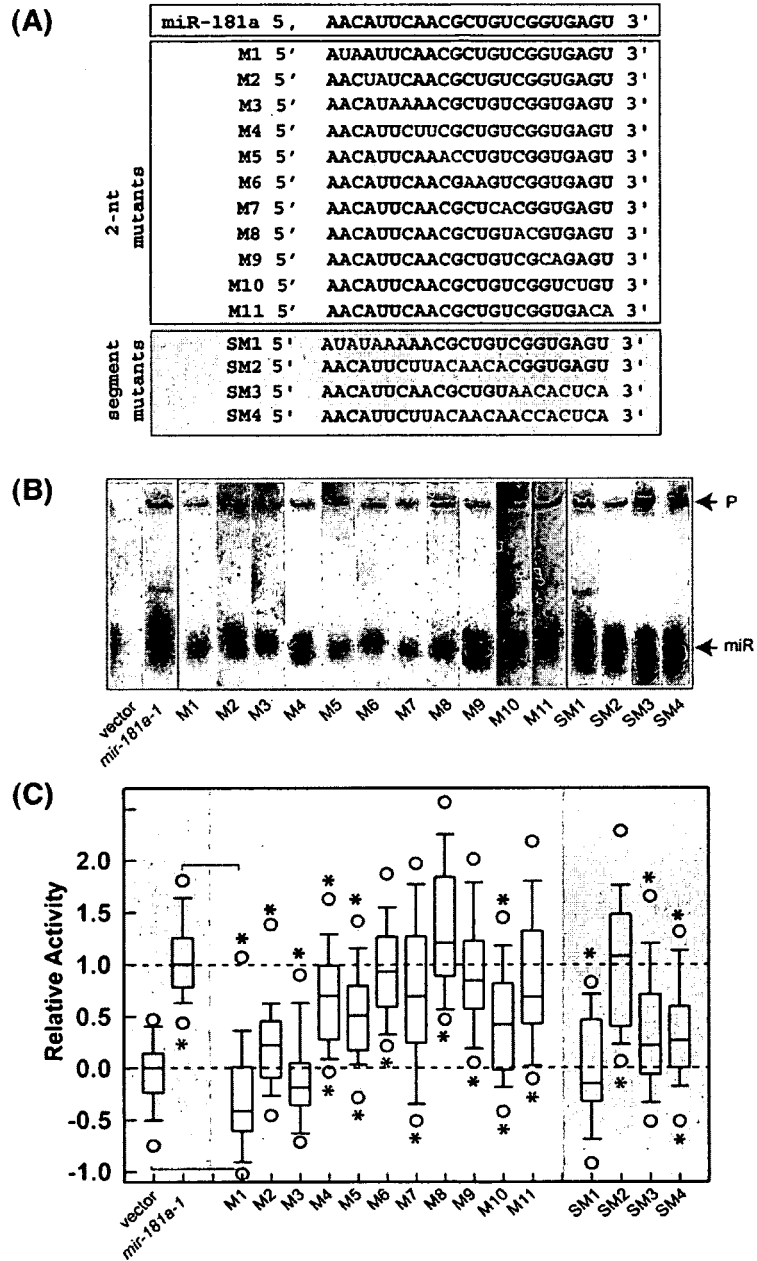 (A)
miR-181a 5, AACAUUCAACGCUGUCGGUGAGU 3'
2-nt mutants
M1 5' AUAAUUCAACGCUGUCGGUGAGU 3'
M2 5' AACUAUCAACGCUGUCGGUGAGU 3'
M3 5' AACAUAAAACGCUGUCGGUGAGU 3'
M4 5' AACAUUCUUCGCUGUCGGUGAGU 3'
M5 5' AACAUUCAAACCUGUCGGUGAGU 3'
M6 5' AACAUUCAACGAAGUCGGUGAGU 3'
M7 5' AACAUUCAACGCUCACGGUGAGU 3'
M8 5' AACAUUCAACGCUGUACGUGAGU 3'
M9 5' AACAUUCAACGCUGUCGCAGAGU 3'
M10 5' AACAUUCAACGCUGUCGGUCUGU 3'
M11 5' AACAUUCAACGCUGUCGGUGACA 3'
segment mutants
SM1 5' AUAUAAAAACGCUGUCGGUGAGU 3'
SM2 5' AACAUUCUUACAACACGGUGAGU 3'
SM3 5' AACAUUCAACGCUGUAACACUCA 3'
SM4 5' AACAUUCUUACAACAACCACUCA 3'
(B)
P
miR
vector mir-181a-1 M1 M2 M3 M4 M5 M6 M7 M8 M9 M10 M11 SM1 SM2 SM3 SM4
(C)
Relative Activity
2.0
1.5
1.0
0.5
0.0
-0.5
-1.0
* * * * * * * * * * * * * * * * * * * *
vector mir-181a-1 M1 M2 M3 M4 M5 M6 M7 M8 M9 M10 M11 SM1 SM2 SM3 SM4